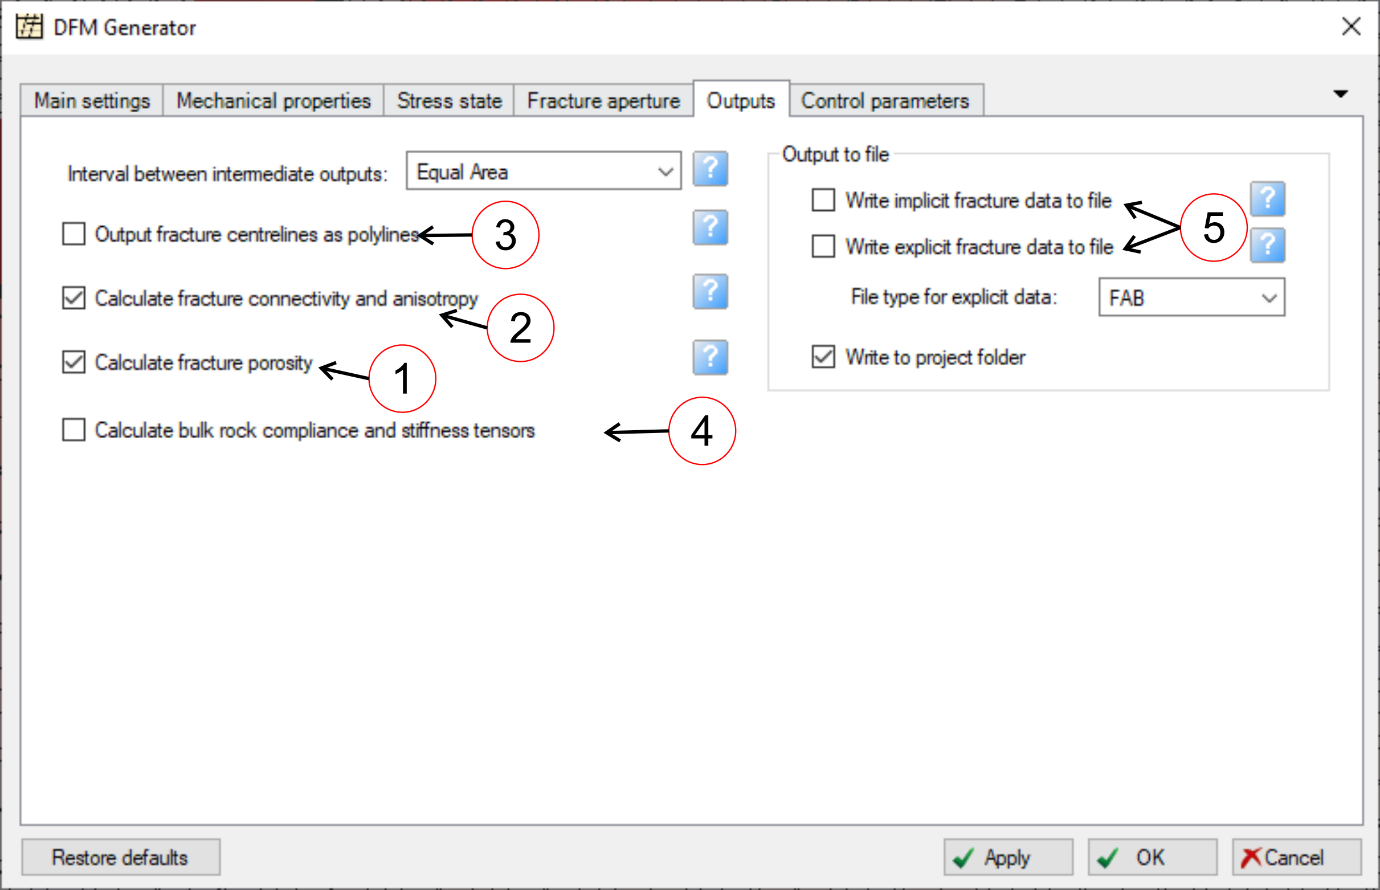 DFM Generator
Main settings
Mechanical properties
Stress state
Fracture aperture
Outputs
Control parameters
Interval between intermediate outputs:
Equal Area
?
Output fracture centrelines as polylines
3
?
Calculate fracture connectivity and anisotropy
2
?
Calculate fracture porosity
1
?
Calculate bulk rock compliance and stiffness tensors
4
Output to file
Write implicit fracture data to file
?
5
Write explicit fracture data to file
?
File type for explicit data:
FAB
Write to project folder
Restore defaults
Apply
OK
Cancel